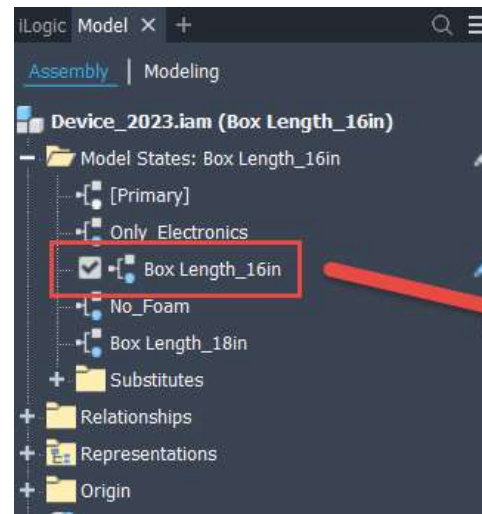 iLogic Model × +
Assembly | Modeling
Device_2023.iam (Box Length_16in)
Model States: Box Length_16in
[Primary]
Only_Electronics
Box Length_16in
No_Foam
Box Length_18in
Substitutes
Relationships
Representations
Origin